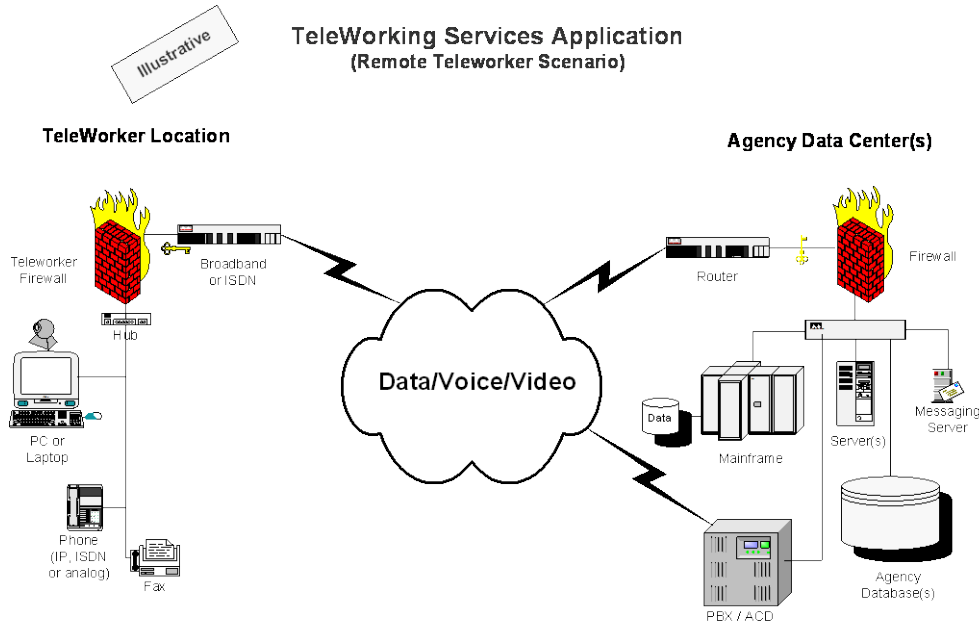 Illustrative
TeleWorking Services Application
(Remote Teleworker Scenario)
TeleWorker Location
Agency Data Center(s)
Teleworker
Firewall
Broadband
or ISDN
Router
Firewall
Hub
Data/Voice/Video
PC or
Laptop
Data
Mainframe
Server(s)
Messaging
Server
Phone
(IP, ISDN
or analog)
Fax
PBX / ACD
Agency
Database(s)